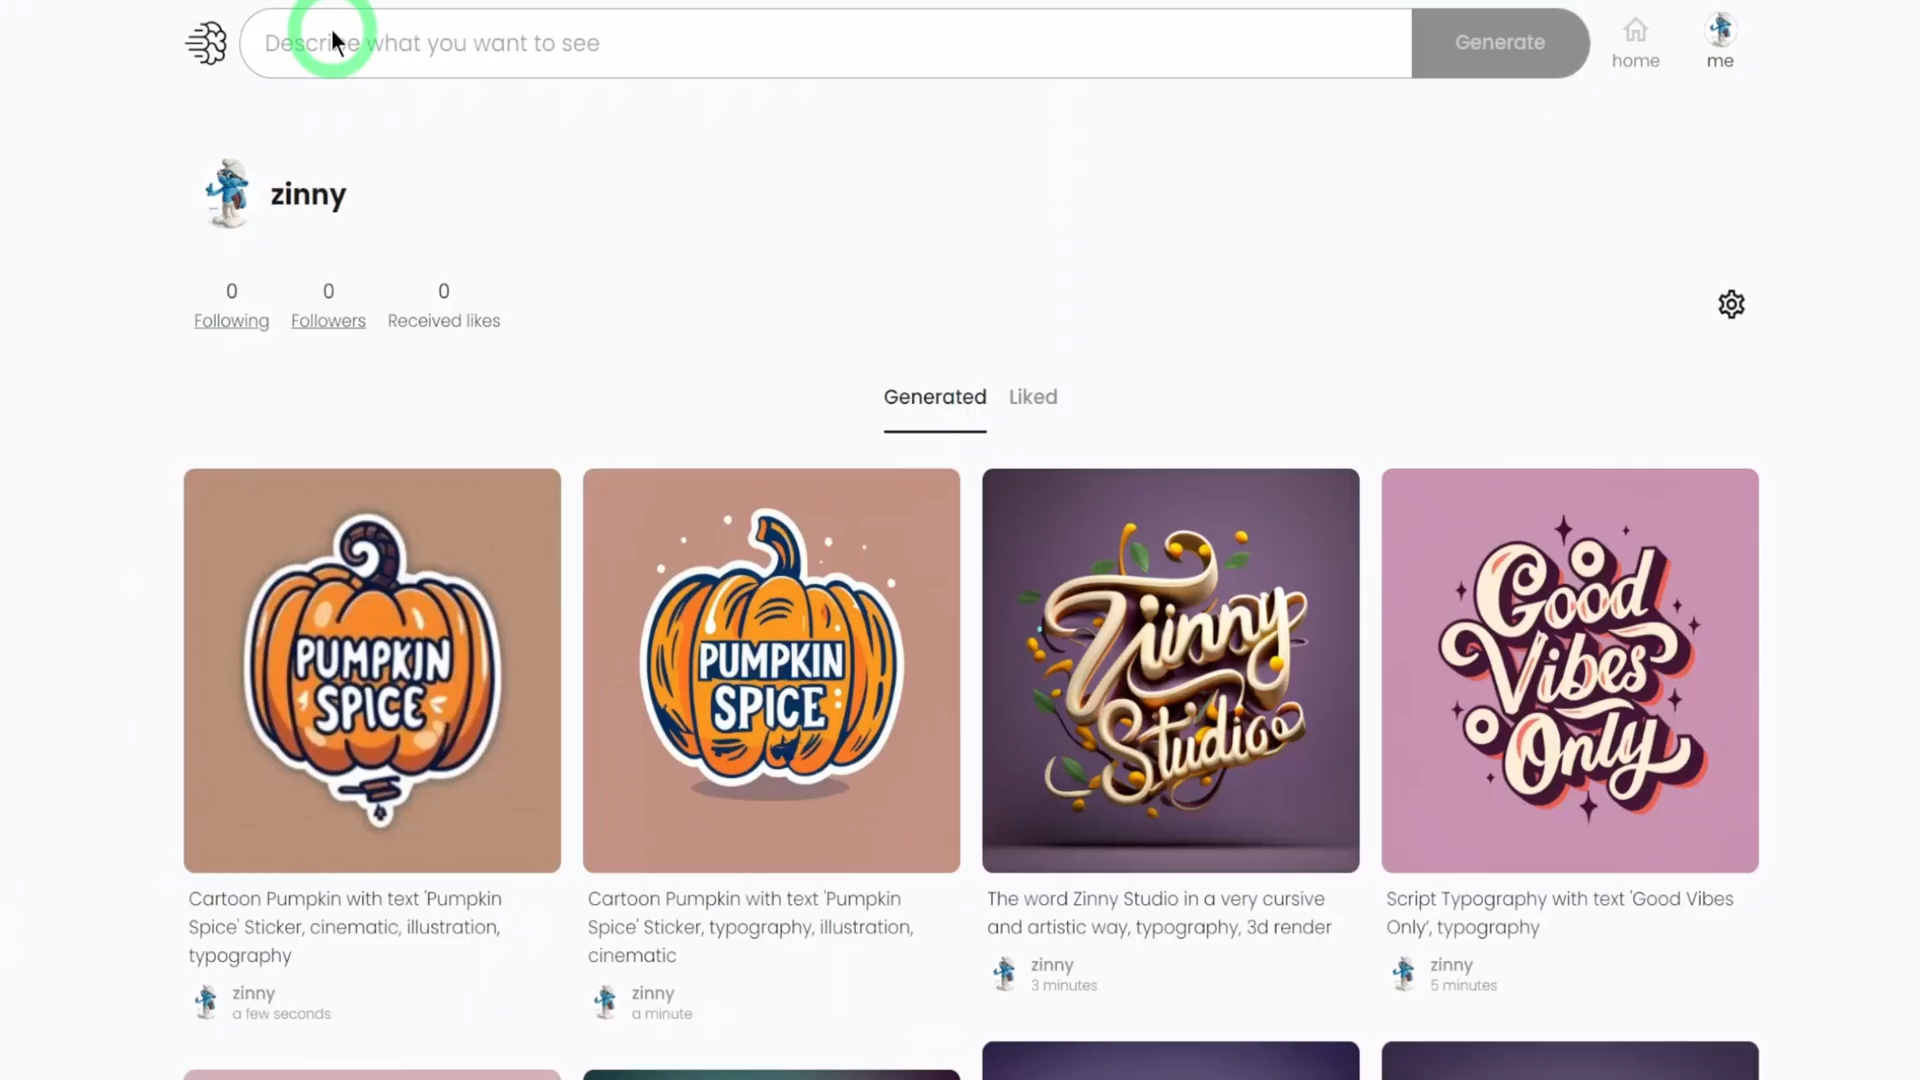 Describe what you want to see
Generate
home
me
zinny
0 0 0
Following Followers Received likes
Generated Liked
PUMPKIN
SPICE
PUMPKIN
SPICE
Ziinny
Studio
Good
Vibes
Only
Cartoon Pumpkin with text 'Pumpkin
Spice' Sticker, cinematic, illustration,
typography
zinny
a few seconds
Cartoon Pumpkin with text 'Pumpkin
Spice' Sticker, typography, illustration,
cinematic
zinny
a minute
The word Zinny Studio in a very cursive
and artistic way, typography, 3d render
zinny
3 minutes
Script Typography with text 'Good Vibes
Only', typography
zinny
5 minutes